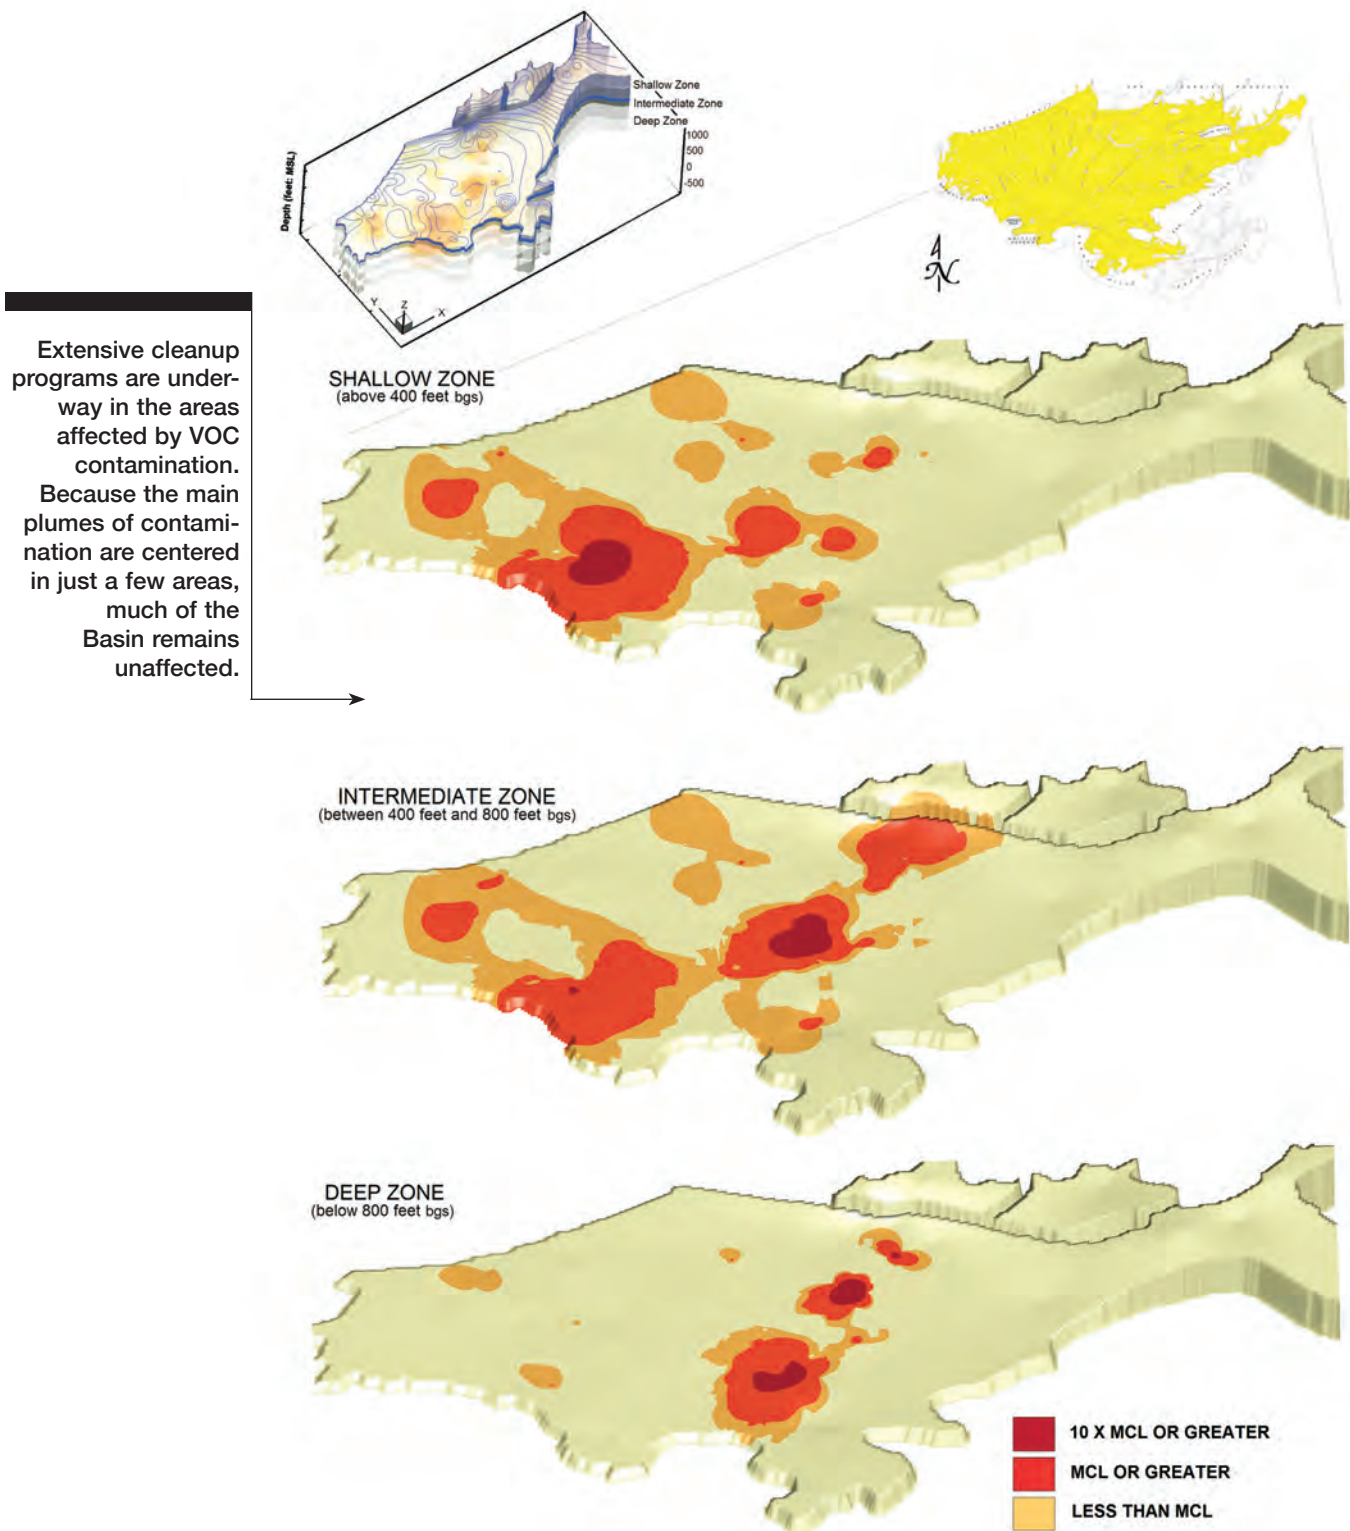 Shallow Zone
Intermediate Zone
Deep Zone
1000
500
0
-500
Depth (feet: MSL)
Y
Z
X
N
Extensive cleanup
programs are under-
way in the areas
affected by VOC
contamination.
Because the main
plumes of contami-
nation are centered
in just a few areas,
much of the
Basin remains
unaffected.
SHALLOW ZONE
(above 400 feet bgs)
INTERMEDIATE ZONE
(between 400 feet and 800 feet bgs)
DEEP ZONE
(below 800 feet bgs)
10 X MCL OR GREATER
MCL OR GREATER
LESS THAN MCL